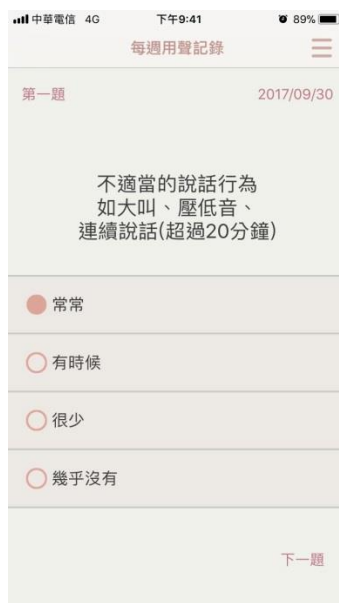 中華電信 4G 下午9:41 89%
每週用聲記錄
第一題 2017/09/30
不適當的說話行為
如大叫、壓低音、
連續說話(超過20分鐘)
常常
有時候
很少
幾乎沒有
下一題